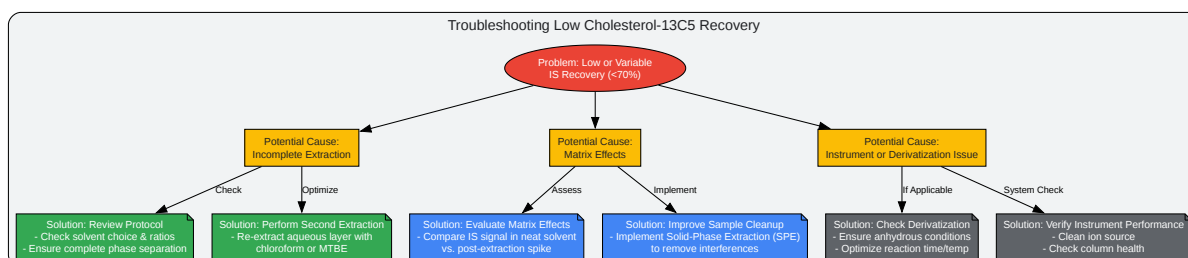 Troubleshooting Low Cholesterol-13C5 Recovery
Problem: Low or Variable
IS Recovery (<70%)
Potential Cause:
Incomplete Extraction
Potential Cause:
Matrix Effects
Potential Cause:
Instrument or Derivatization Issue
Check
Optimize
Assess
Implement
If Applicable
System Check
Solution: Review Protocol
- Check solvent choice & ratios
- Ensure complete phase separation
Solution: Perform Second Extraction
- Re-extract aqueous layer with
chloroform or MTBE
Solution: Evaluate Matrix Effects
- Compare IS signal in neat solvent
vs. post-extraction spike
Solution: Improve Sample Cleanup
- Implement Solid-Phase Extraction (SPE)
to remove interferences
Solution: Check Derivatization
- Ensure anhydrous conditions
- Optimize reaction time/temp
Solution: Verify Instrument Performance
- Clean ion source
- Check column health